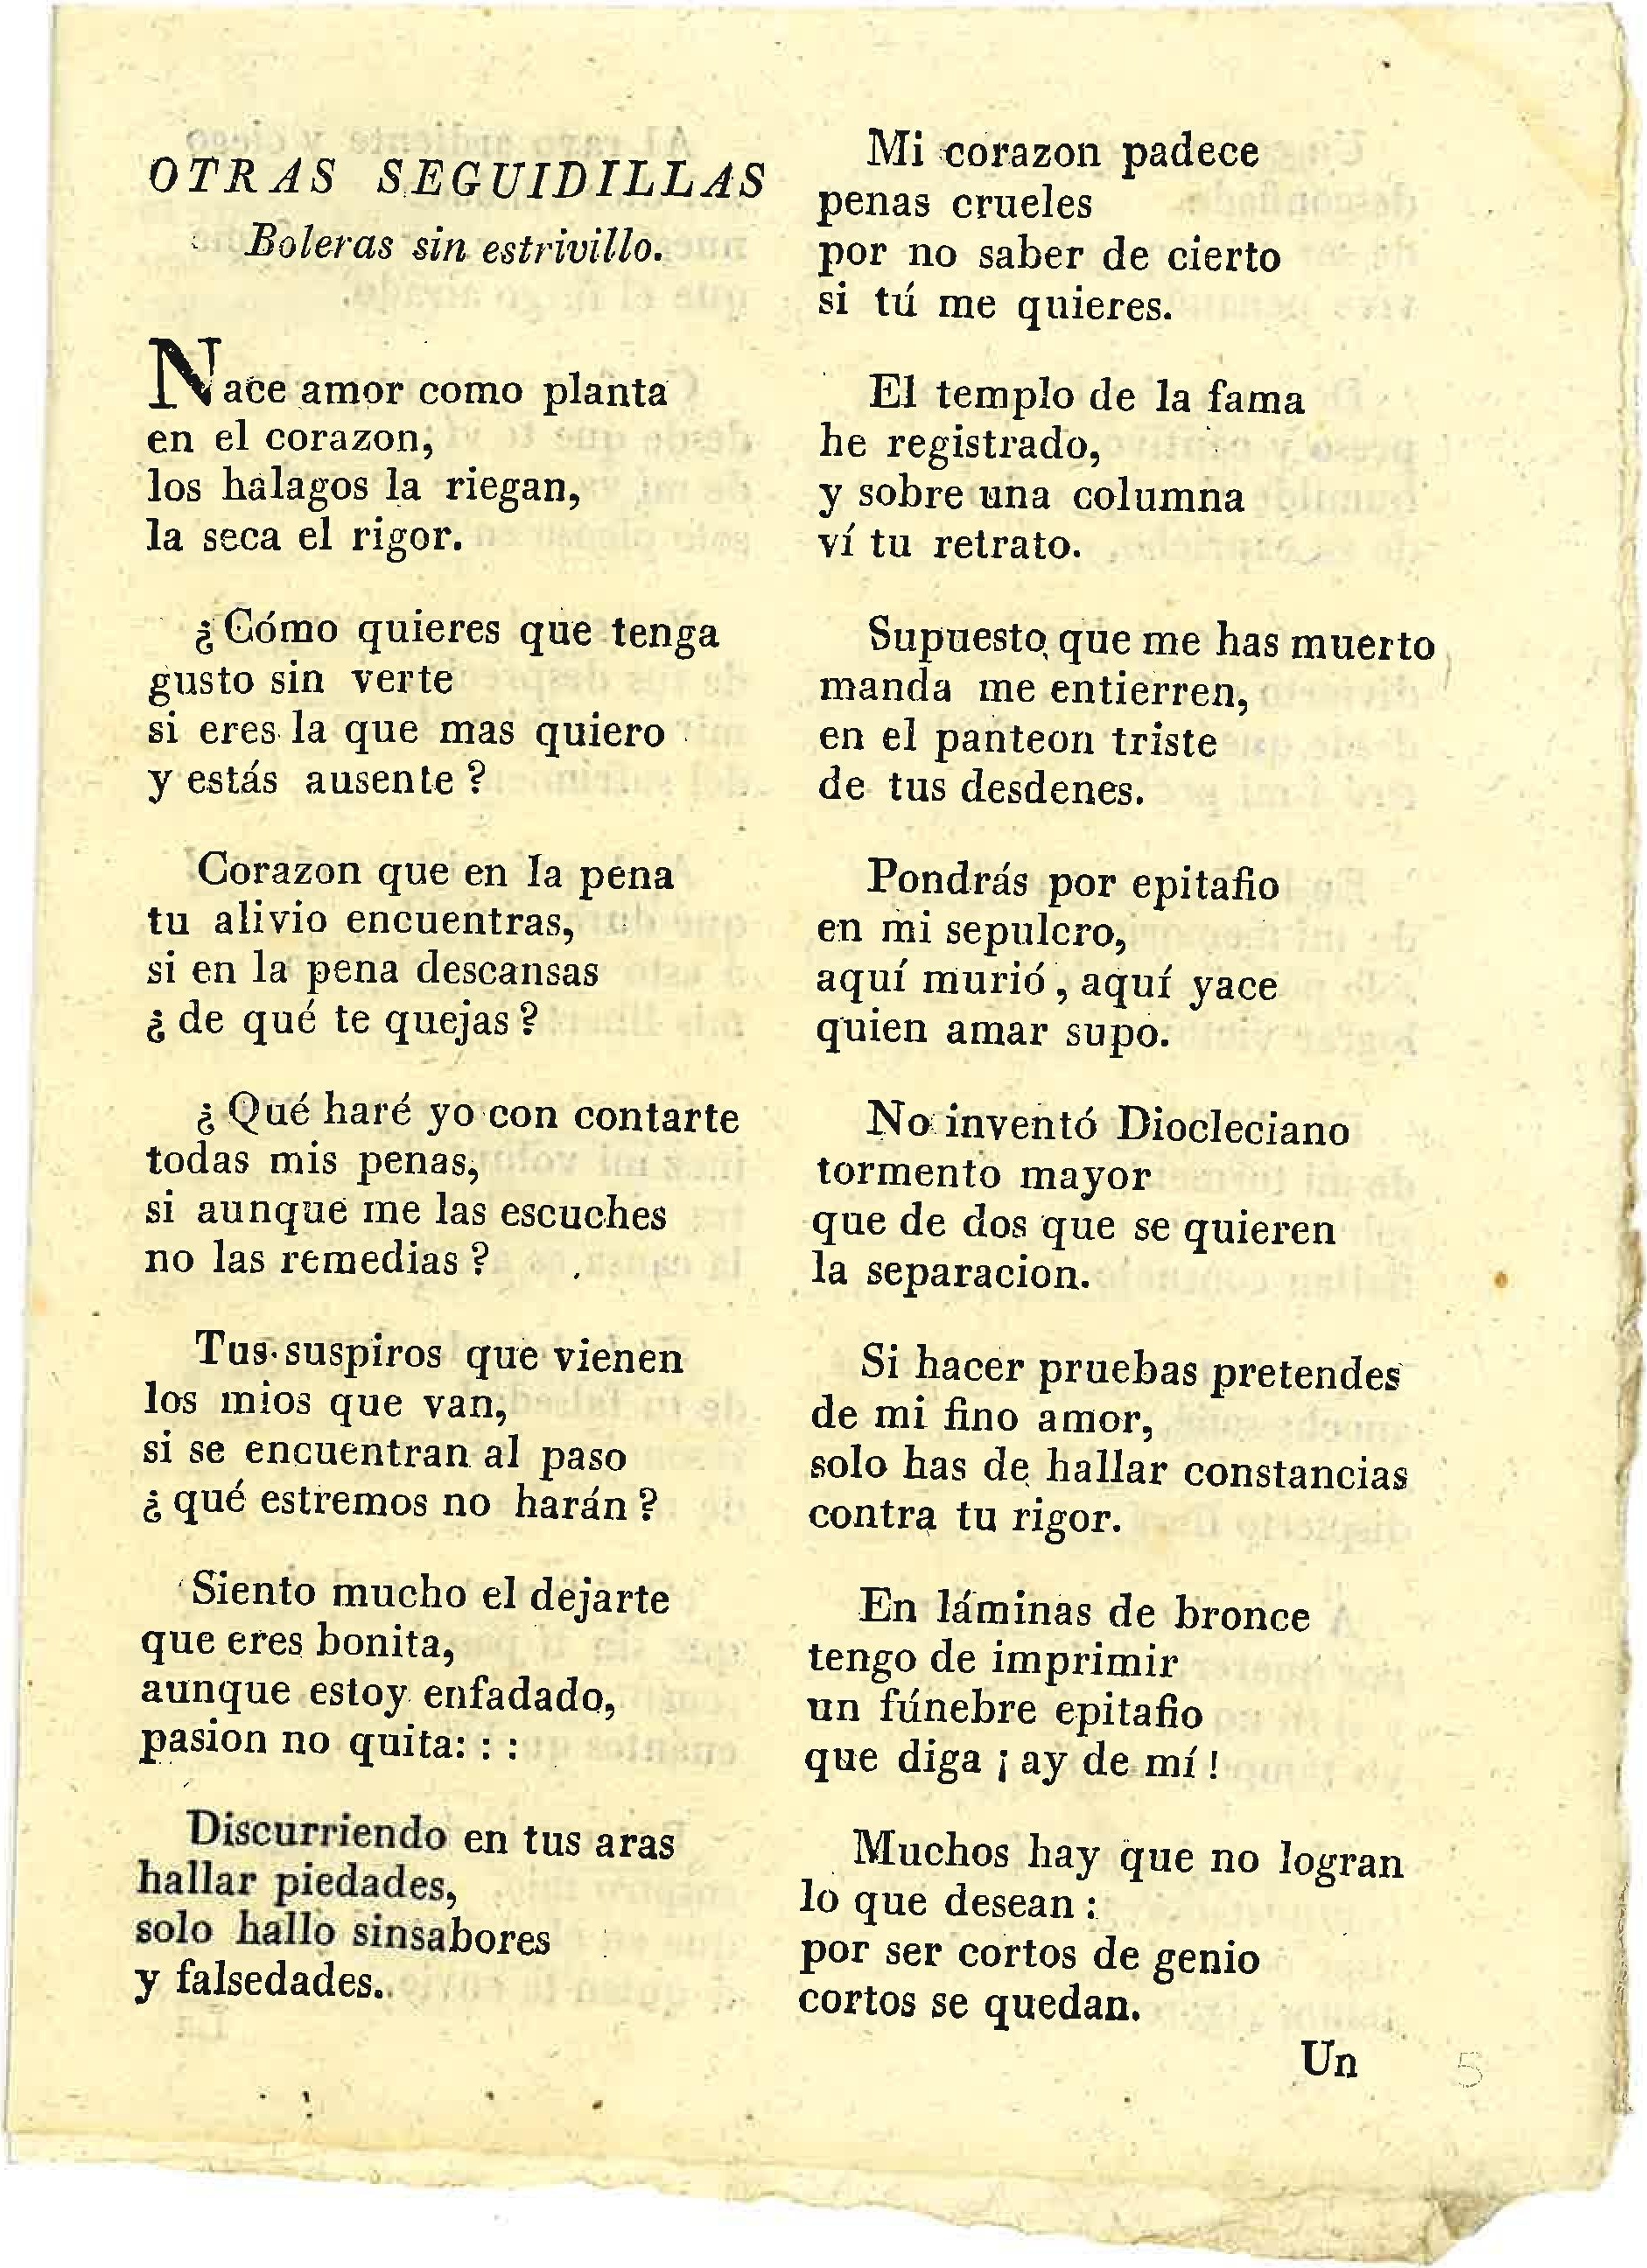 OTRAS SEGUIDILLAS
Boleras sin estrivillo.
Nace amor como planta
en el corazon,
los halagos la riegan,
la seca el rigor.
¿Cómo quieres que tenga
gusto sin verte
si eres la que mas quiero
y estás ausente?
Corazon que en la pena
tu alivio encuentras,
si en la pena descansas
¿de qué te quejas?
¿Qué haré yo con contarte
todas mis penas,
si aunque me las escuches
no las remedias?
Tus suspiros que vienen
los mios que van,
si se encuentran al paso
¿qué estremos no harán?
Siento mucho el dejarte
que eres bonita,
aunque estoy enfadado,
pasion no quita: : :
Discurriendo en tus aras
hallar piedades,
solo hallo sinsabores
y falsedades.
Mi corazon padece
penas crueles
por no saber de cierto
si tú me quieres.
El templo de la fama
he registrado,
y sobre una columna
ví tu retrato.
Supuesto que me has muerto
manda me entierren,
en el panteon triste
de tus desdenes.
Pondrás por epitafio
en mi sepulcro,
aquí murió, aquí yace
quien amar supo.
No inventó Diocleciano
tormento mayor
que de dos que se quieren
la separacion.
Si hacer pruebas pretendes
de mi fino amor,
solo has de hallar constancias
contra tu rigor.
En láminas de bronce
tengo de imprimir
un fúnebre epitafio
que diga ¡ay de mí!
Muchos hay que no logran
lo que desean:
por ser cortos de genio
cortos se quedan.
Un
5